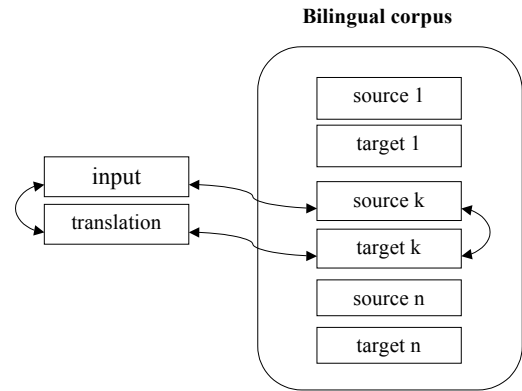 Bilingual corpus
source 1
target 1
input
translation
source k
target k
source n
target n